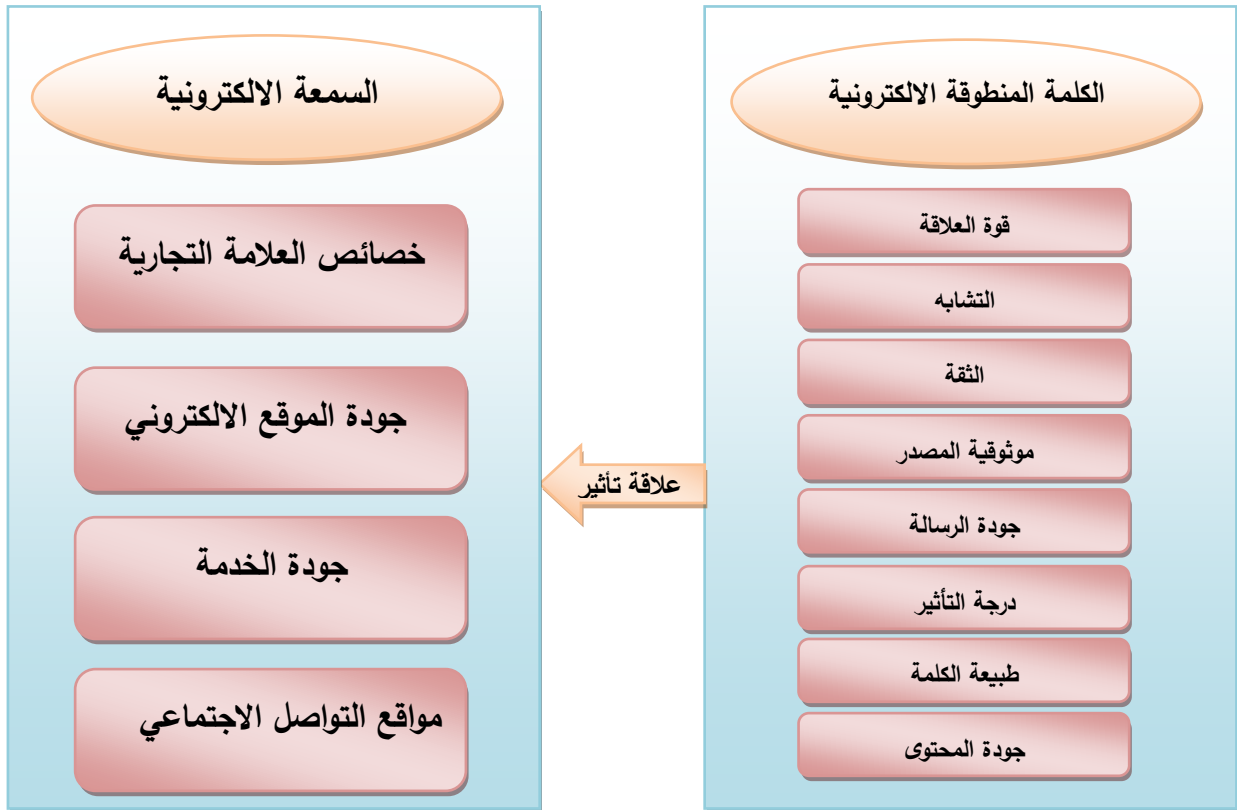 الكلمة المنطوقة الالكترونية
قوة العلاقة
التشابه
الثقة
موثوقية المصدر
جودة الرسالة
درجة التأثير
طبيعة الكلمة
جودة المحتوى
علاقة تأثير
السمعة الالكترونية
خصائص العلامة التجارية
جودة الموقع الالكتروني
جودة الخدمة
مواقع التواصل الاجتماعي